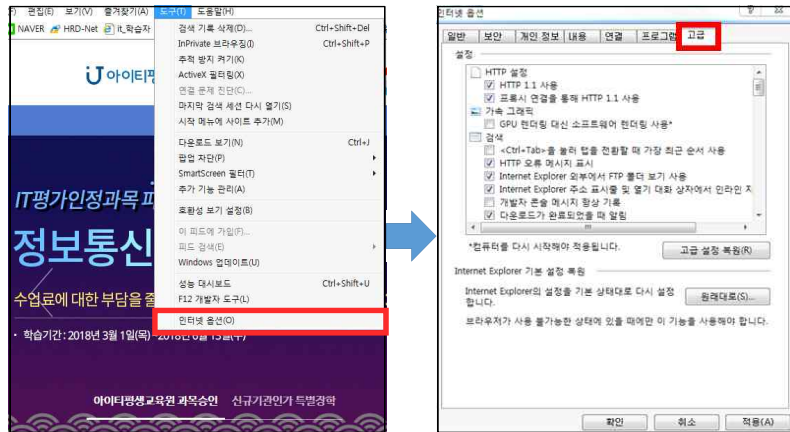 편집(E) 보기(V) 즐겨찾기(A) 도구(T) 도움말(H)
NAVER HRD-Net it_학습자
검색 기록 삭제(D)... Ctrl+Shift+Del
InPrivate 브라우징(I) Ctrl+Shift+P
추적 방지 켜기(K)
ActiveX 필터링(X)
연결 문제 진단(C)...
마지막 검색 세션 다시 열기(S)
시작 메뉴에 사이트 추가(M)
다운로드 보기(N) Ctrl+J
팝업 차단(P)
SmartScreen 필터(T)
추가 기능 관리(A)
호환성 보기 설정(B)
이 피드에 가입(F)...
피드 검색(E)
Windows 업데이트(U)
성능 대시보드 Ctrl+Shift+U
F12 개발자 도구(L)
인터넷 옵션(O)
아이티평
IT평가인정과목
정보통신
수업료에 대한 부담을 줄
· 학습기간 : 2018년 3월 1일(목)
아이티평생교육원 과목승인 신규기관인가 특별장학
인터넷 옵션
일반 보안 개인 정보 내용 연결 프로그램 고급
설정
HTTP 설정
HTTP 1.1 사용
프록시 연결을 통해 HTTP 1.1 사용
가속 그래픽
GPU 렌더링 대신 소프트웨어 렌더링 사용*
검색
<Ctrl+Tab>을 눌러 탭을 전환할 때 가장 최근 순서 사용
HTTP 오류 메시지 표시
Internet Explorer 외부에서 FTP 폴더 보기 사용
Internet Explorer 주소 표시줄 및 열기 대화 상자에서 인라인 자
개발자 콘솔 메시지 항상 기록
다운로드가 완료되었을 때 알림
*컴퓨터를 다시 시작해야 적용됩니다. 고급 설정 복원(R)
Internet Explorer 기본 설정 복원
Internet Explorer의 설정을 기본 상태대로 다시 설정 원래대로(S)...
합니다.
브라우저가 사용 불가능한 상태에 있을 때에만 이 기능을 사용해야 합니다.
확인 취소 적용(A)